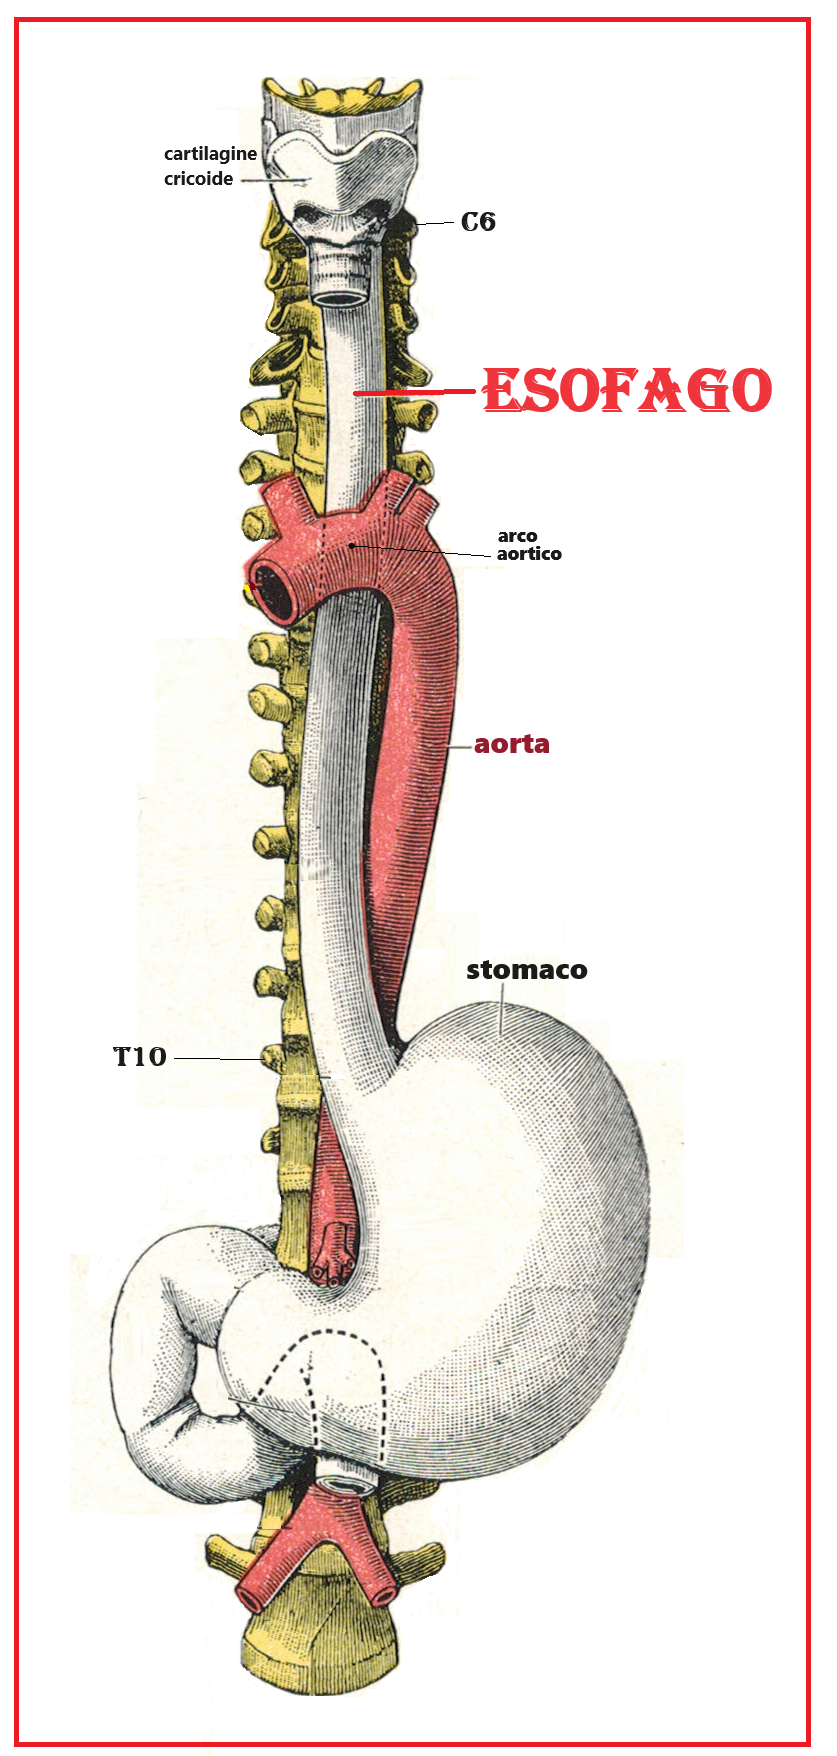 cartilagine
cricoide
C6
ESOFAGO
arco
aortico
aorta
stomaco
T10